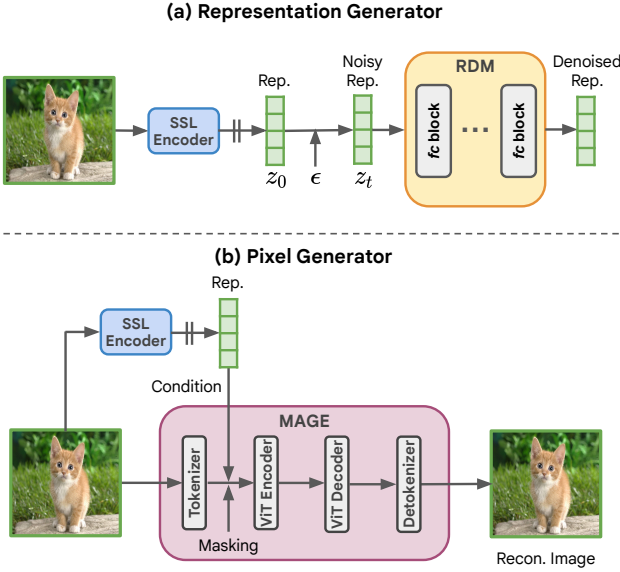 (a) Representation Generator
SSL
Encoder
Rep.
z0
ϵ
Noisy
Rep.
zt
RDM
fc block
...
fc block
Denoised
Rep.
(b) Pixel Generator
SSL
Encoder
Rep.
Condition
MAGE
Tokenizer
ViT Encoder
ViT Decoder
Detokenizer
Masking
Recon. Image